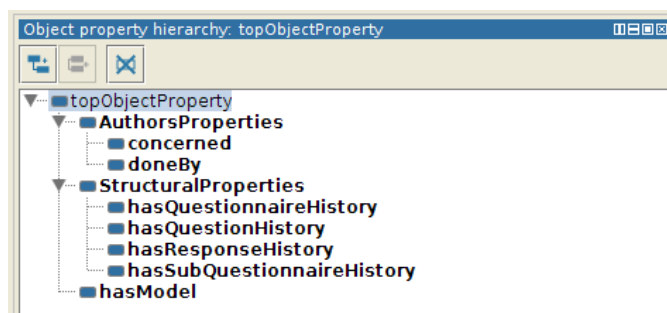 Object property hierarchy: topObjectProperty
topObjectProperty
AuthorsProperties
concerned
doneBy
StructuralProperties
hasQuestionnaireHistory
hasQuestionHistory
hasResponseHistory
hasSubQuestionnaireHistory
hasModel